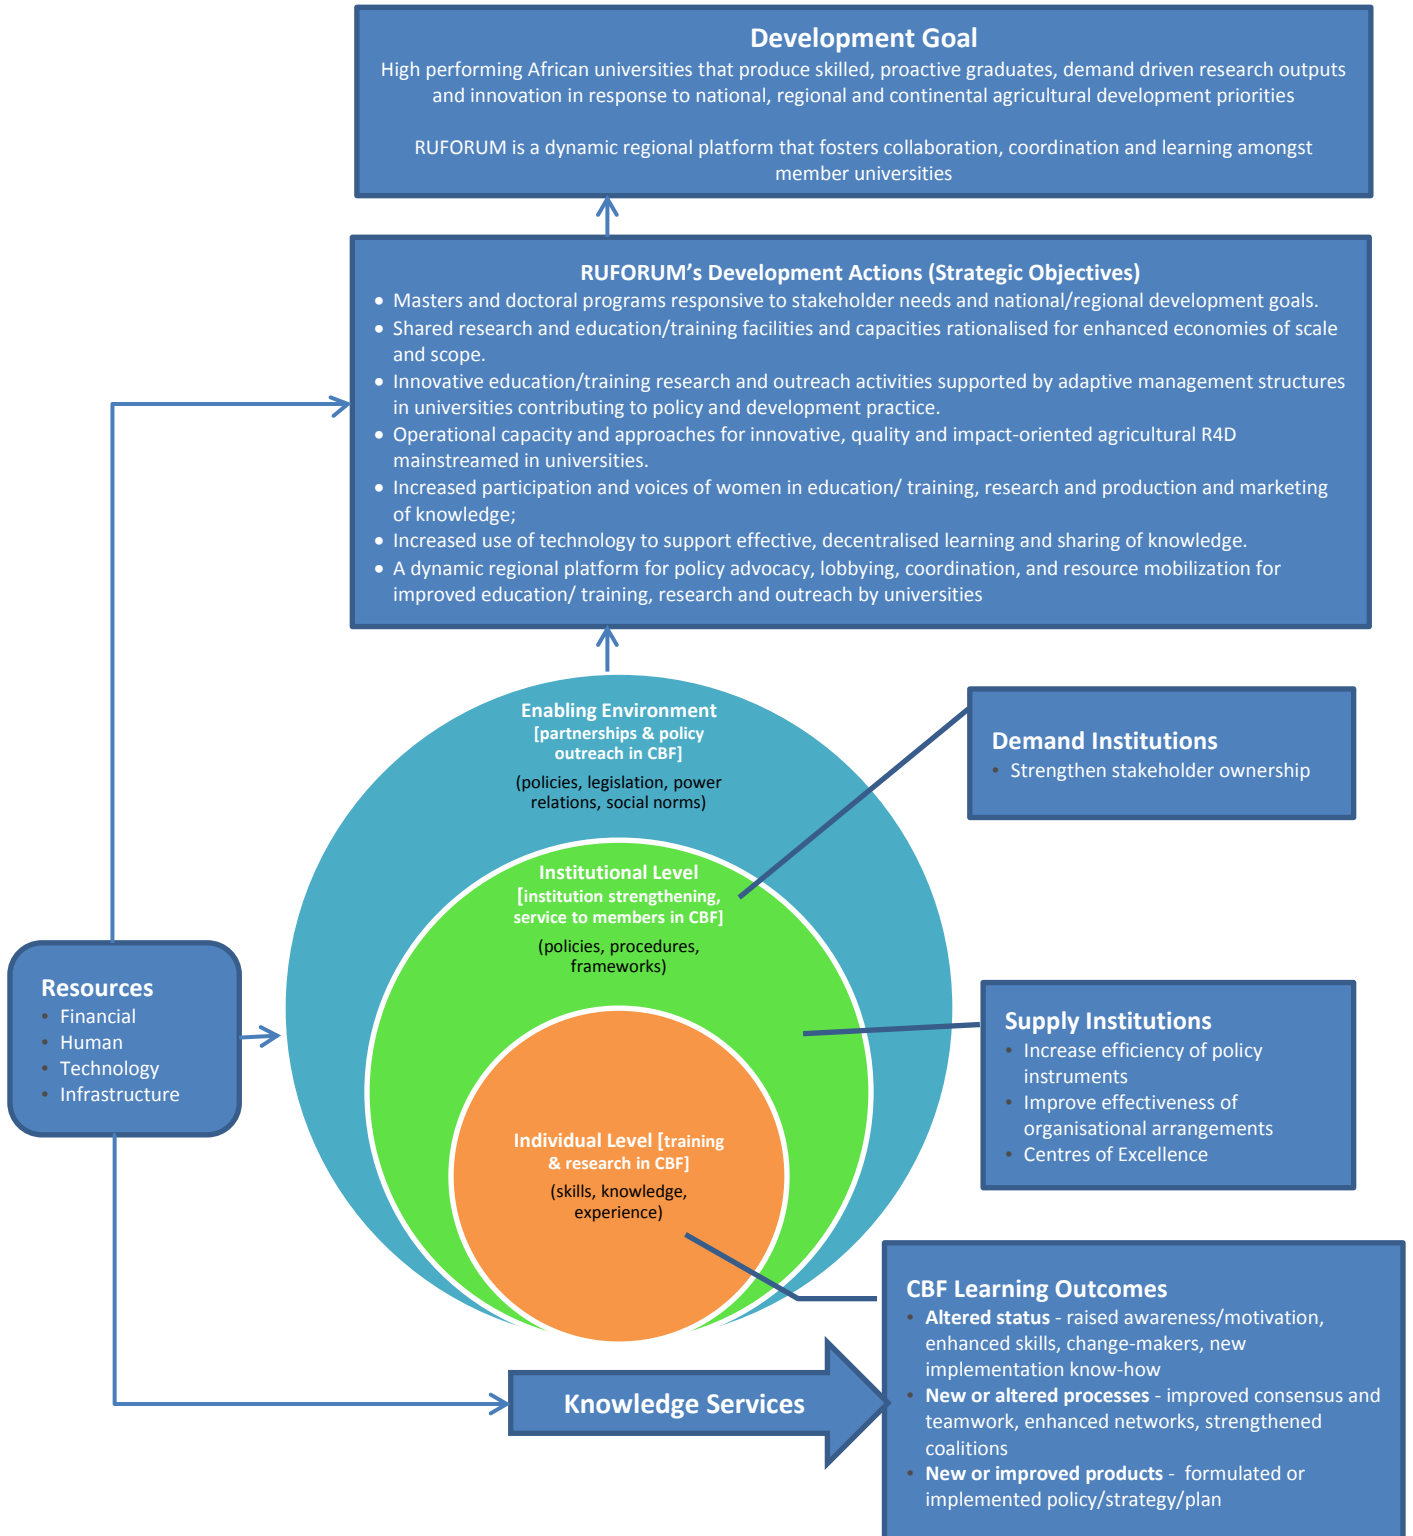 Development Goal
High performing African universities that produce skilled, proactive graduates, demand driven research outputs
and innovation in response to national, regional and continental agricultural development priorities
RUFORUM is a dynamic regional platform that fosters collaboration, coordination and learning amongst
member universities
RUFORUM’s Development Actions (Strategic Objectives)
• Masters and doctoral programs responsive to stakeholder needs and national/regional development goals.
• Shared research and education/training facilities and capacities rationalised for enhanced economies of scale
and scope.
• Innovative education/training research and outreach activities supported by adaptive management structures
in universities contributing to policy and development practice.
• Operational capacity and approaches for innovative, quality and impact-oriented agricultural R4D
mainstreamed in universities.
• Increased participation and voices of women in education/ training, research and production and marketing
of knowledge;
• Increased use of technology to support effective, decentralised learning and sharing of knowledge.
• A dynamic regional platform for policy advocacy, lobbying, coordination, and resource mobilization for
improved education/ training, research and outreach by universities
Enabling Environment
[partnerships & policy
outreach in CBF]
(policies, legislation, power
relations, social norms)
Demand Institutions
• Strengthen stakeholder ownership
Institutional Level
[institution strengthening,
service to members in CBF]
(policies, procedures,
frameworks)
Resources
• Financial
• Human
• Technology
• Infrastructure
Supply Institutions
• Increase efficiency of policy
instruments
• Improve effectiveness of
organisational arrangements
• Centres of Excellence
Individual Level [training
& research in CBF]
(skills, knowledge,
experience)
CBF Learning Outcomes
• Altered status - raised awareness/motivation,
enhanced skills, change-makers, new
implementation know-how
• New or altered processes - improved consensus and
teamwork, enhanced networks, strengthened
coalitions
• New or improved products - formulated or
implemented policy/strategy/plan
Knowledge Services